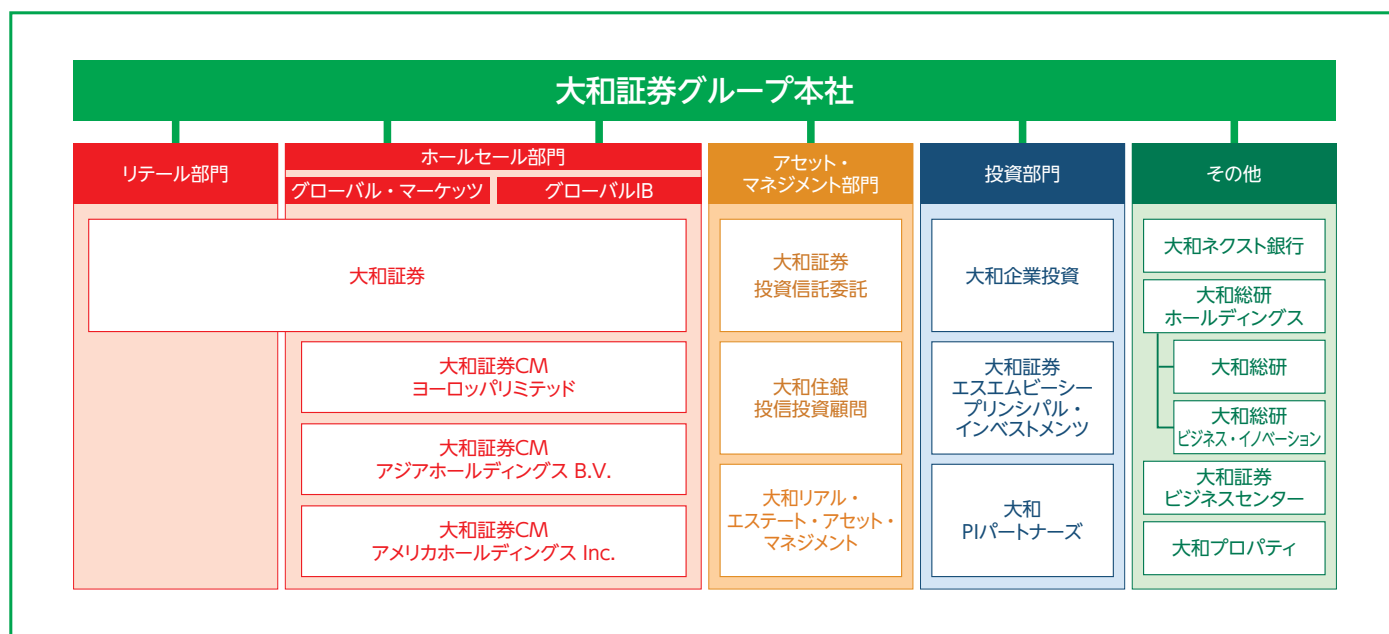 大和証券グループ本社
リテール部門
ホールセール部門
グローバル・マーケッツ
グローバルIB
アセット・
マネジメント部門
投資部門
その他
大和証券
大和証券CM
ヨーロッパリミテッド
大和証券CM
アジアホールディングス B.V.
大和証券CM
アメリカホールディングス Inc.
大和証券
投資信託委託
大和住銀
投信投資顧問
大和リアル・
エステート・アセット・
マネジメント
大和企業投資
大和証券
エスエムビーシー
プリンシパル・
インベストメンツ
大和
PIパートナーズ
大和ネクスト銀行
大和総研
ホールディングス
大和総研
大和総研
ビジネス・イノベーション
大和証券
ビジネスセンター
大和プロパティ